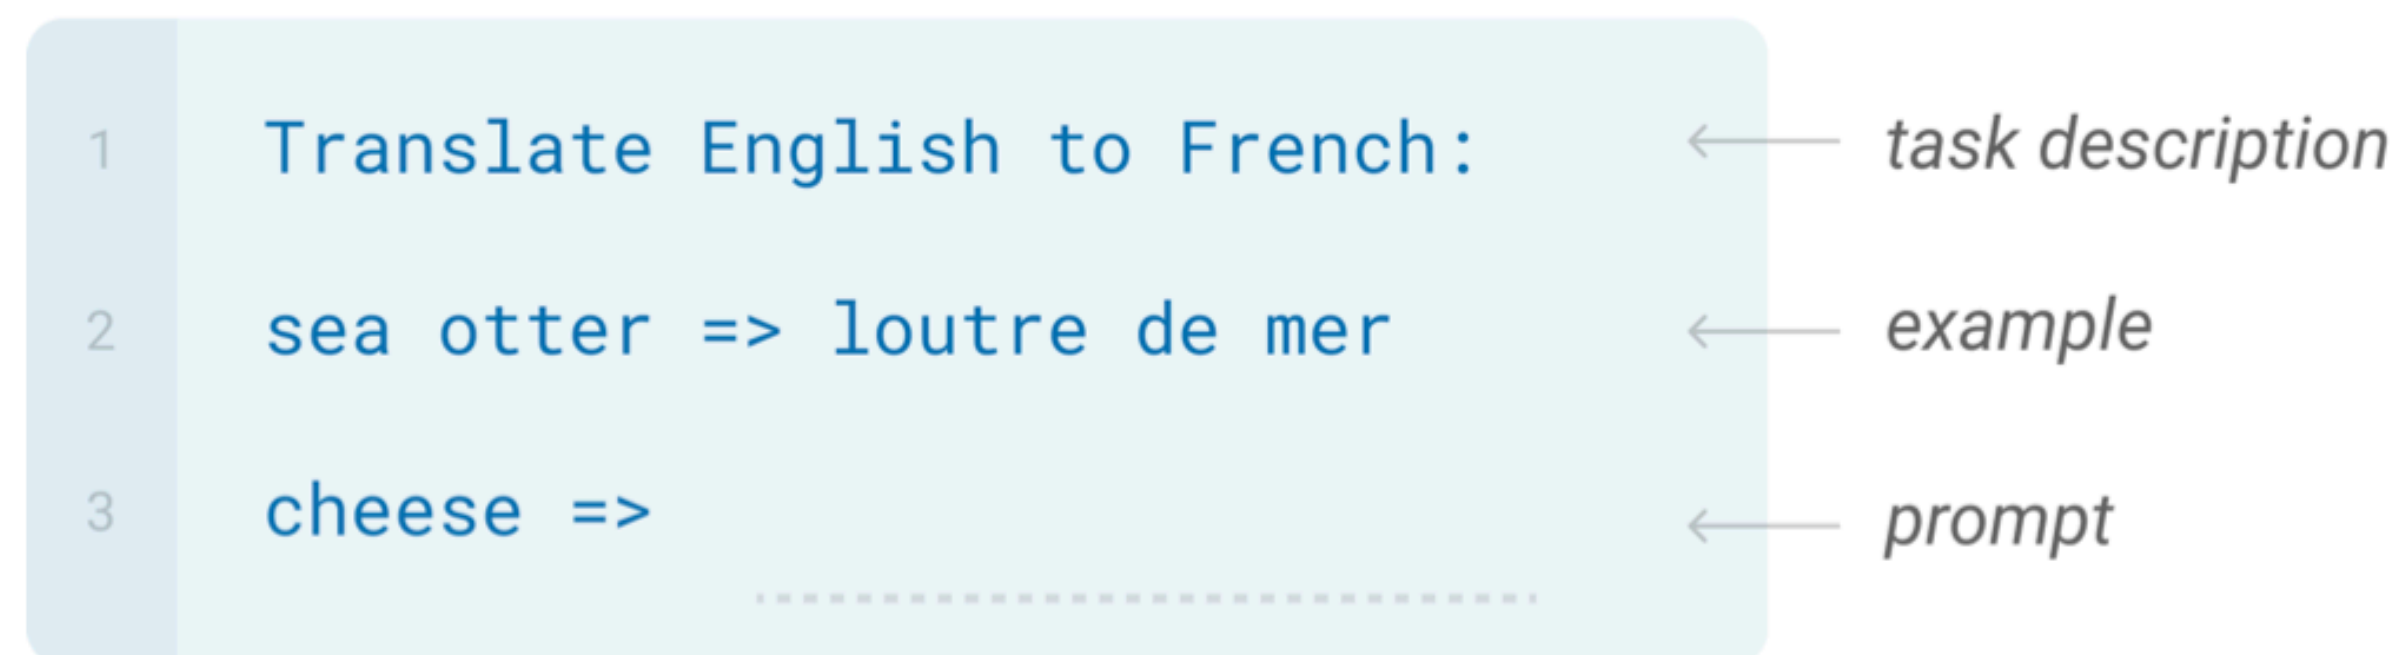 1 Translate English to French: task description
2 sea otter => loutre de mer example
3 cheese => prompt